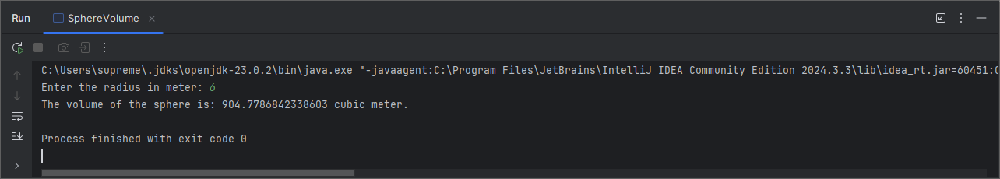 Run SphereVolume
C:\Users\supreme\.jdks\openjdk-23.0.2\bin\java.exe "-javaagent:C:\Program Files\JetBrains\IntelliJ IDEA Community Edition 2024.3.3\lib\idea_rt.jar=60451:
Enter the radius in meter: 6
The volume of the sphere is: 904.7786842338603 cubic meter.
Process finished with exit code 0